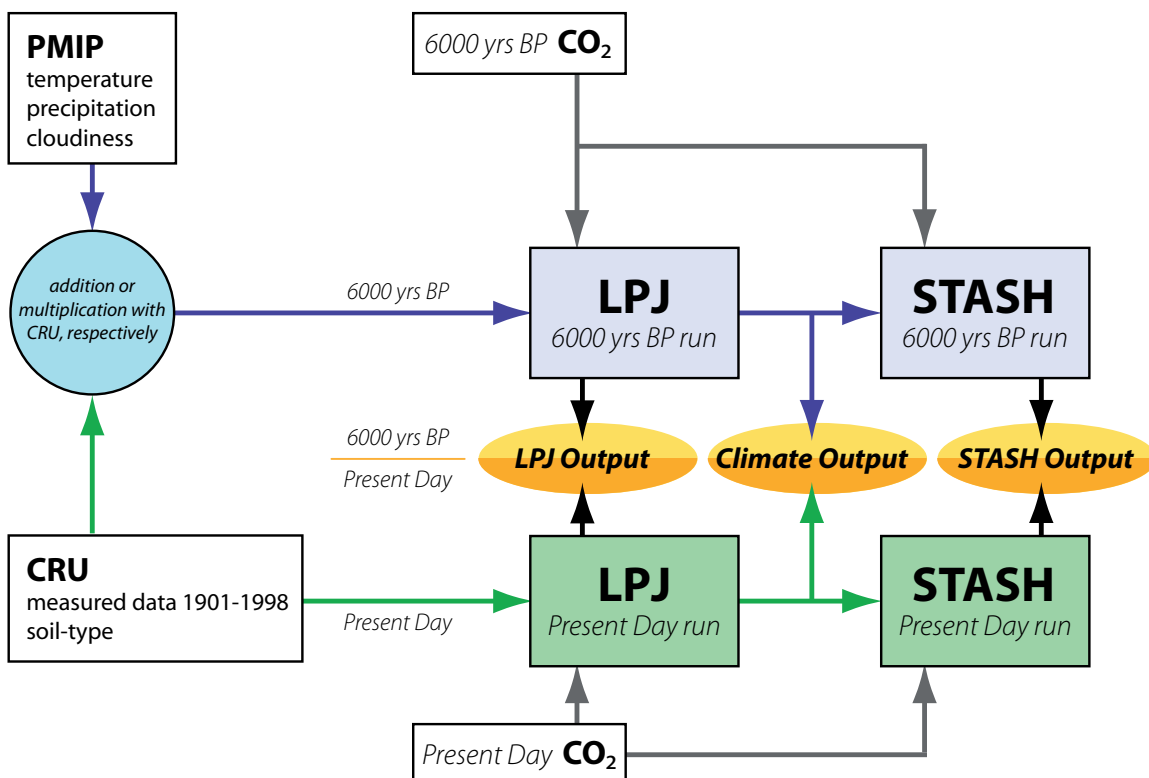 PMIP
temperature
precipitation
cloudiness
6000 yrs BP CO₂
addition or
multiplication with
CRU, respectively
6000 yrs BP
LPJ
6000 yrs BP run
STASH
6000 yrs BP run
6000 yrs BP
Present Day
LPJ Output
Climate Output
STASH Output
CRU
measured data 1901-1998
soil-type
Present Day
LPJ
Present Day run
STASH
Present Day run
Present Day CO₂